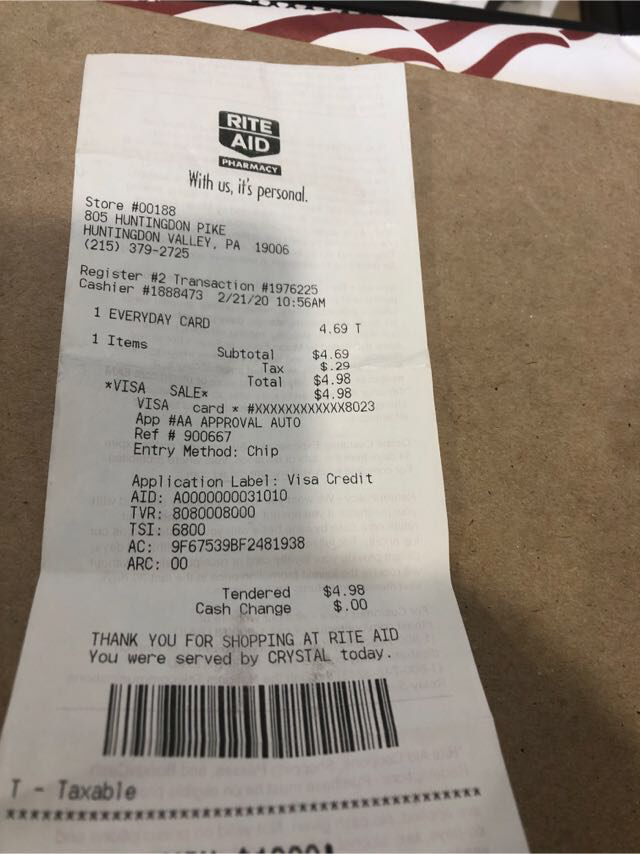 RITE
AID
PHARMACY
With us, it's personal.
Store #00188
805 HUNTINGDON PIKE
HUNTINGDON VALLEY, PA 19006
(215) 379-2725
Register #2 Transaction #1976225
Cashier #1888473 2/21/20 10:56AM
1 EVERYDAY CARD 4.69 T
1 Items
Subtotal $4.69
Tax $.29
Total $4.98
*VISA SALE* $4.98
VISA card * #XXXXXXXXXXXX8023
App #AA APPROVAL AUTO
Ref # 900667
Entry Method: Chip
Application Label: Visa Credit
AID: A0000000031010
TVR: 8080008000
TSI: 6800
AC: 9F67539BF2481938
ARC: 00
Tendered $4.98
Cash Change $.00
THANK YOU FOR SHOPPING AT RITE AID
You were served by CRYSTAL today.
T - Taxable